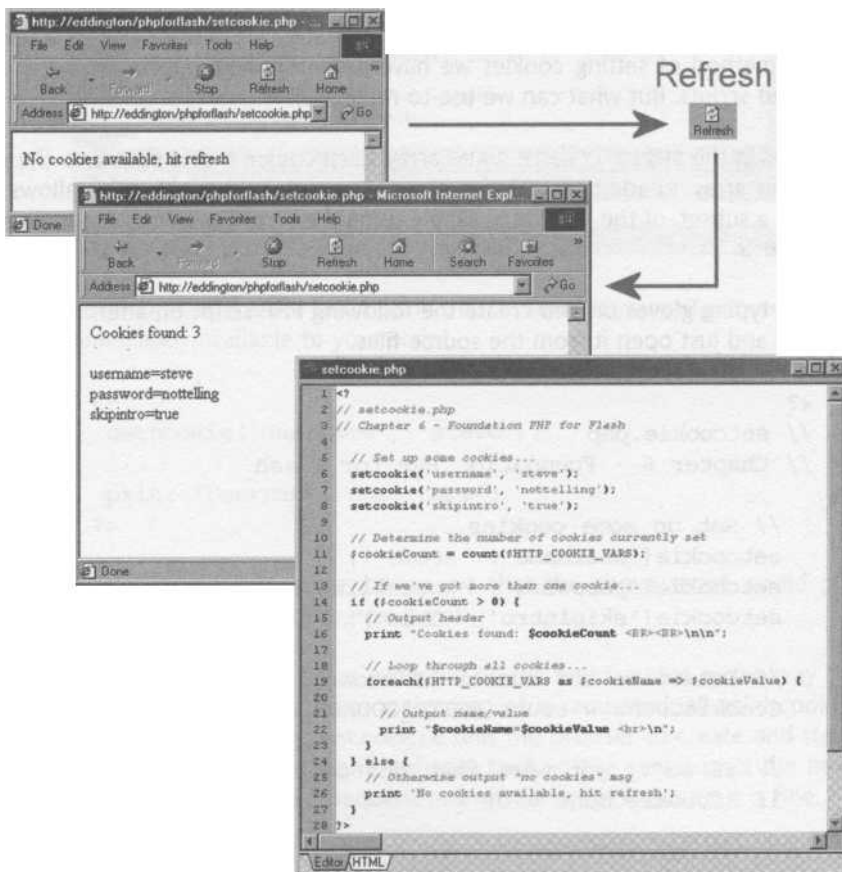 http://eddington/phpforflash/setcookie.php
File Edit View Favorites Tools Help
Back Forward Stop Refresh Home
Address http://eddington/phpforflash/setcookie.php Go
No cookies available, hit refresh
Done
Refresh
Refresh
http://eddington/phpforflash/setcookie.php - Microsoft Internet Expl...
File Edit View Favorites Tools Help
Back Forward Stop Refresh Home Search Favorites
Address http://eddington/phpforflash/setcookie.php Go
Cookies found: 3
username=steve
password=nottelling
skipintro=true
Done
setcookie.php
1 <?
2 // setcookie.php
3 // Chapter 6 - Foundation PHP for Flash
4
5 // Set up some cookies...
6 setcookie('username', 'steve');
7 setcookie('password', 'nottelling');
8 setcookie('skipintro', 'true');
9
10 // Determine the number of cookies currently set
11 $cookieCount = count($HTTP_COOKIE_VARS);
12
13 // If we've got more than one cookie...
14 if ($cookieCount > 0) {
15 // Output header
16 print "Cookies found: $cookieCount <BR><BR>\n\n";
17
18 // Loop through all cookies...
19 foreach($HTTP_COOKIE_VARS as $cookieName => $cookieValue) {
20
21 // Output name/value
22 print "$cookieName=$cookieValue <br>\n";
23 }
24 } else {
25 // Otherwise output "no cookies" msg
26 print 'No cookies available, hit refresh';
27 }
28 ?>
Editor HTML